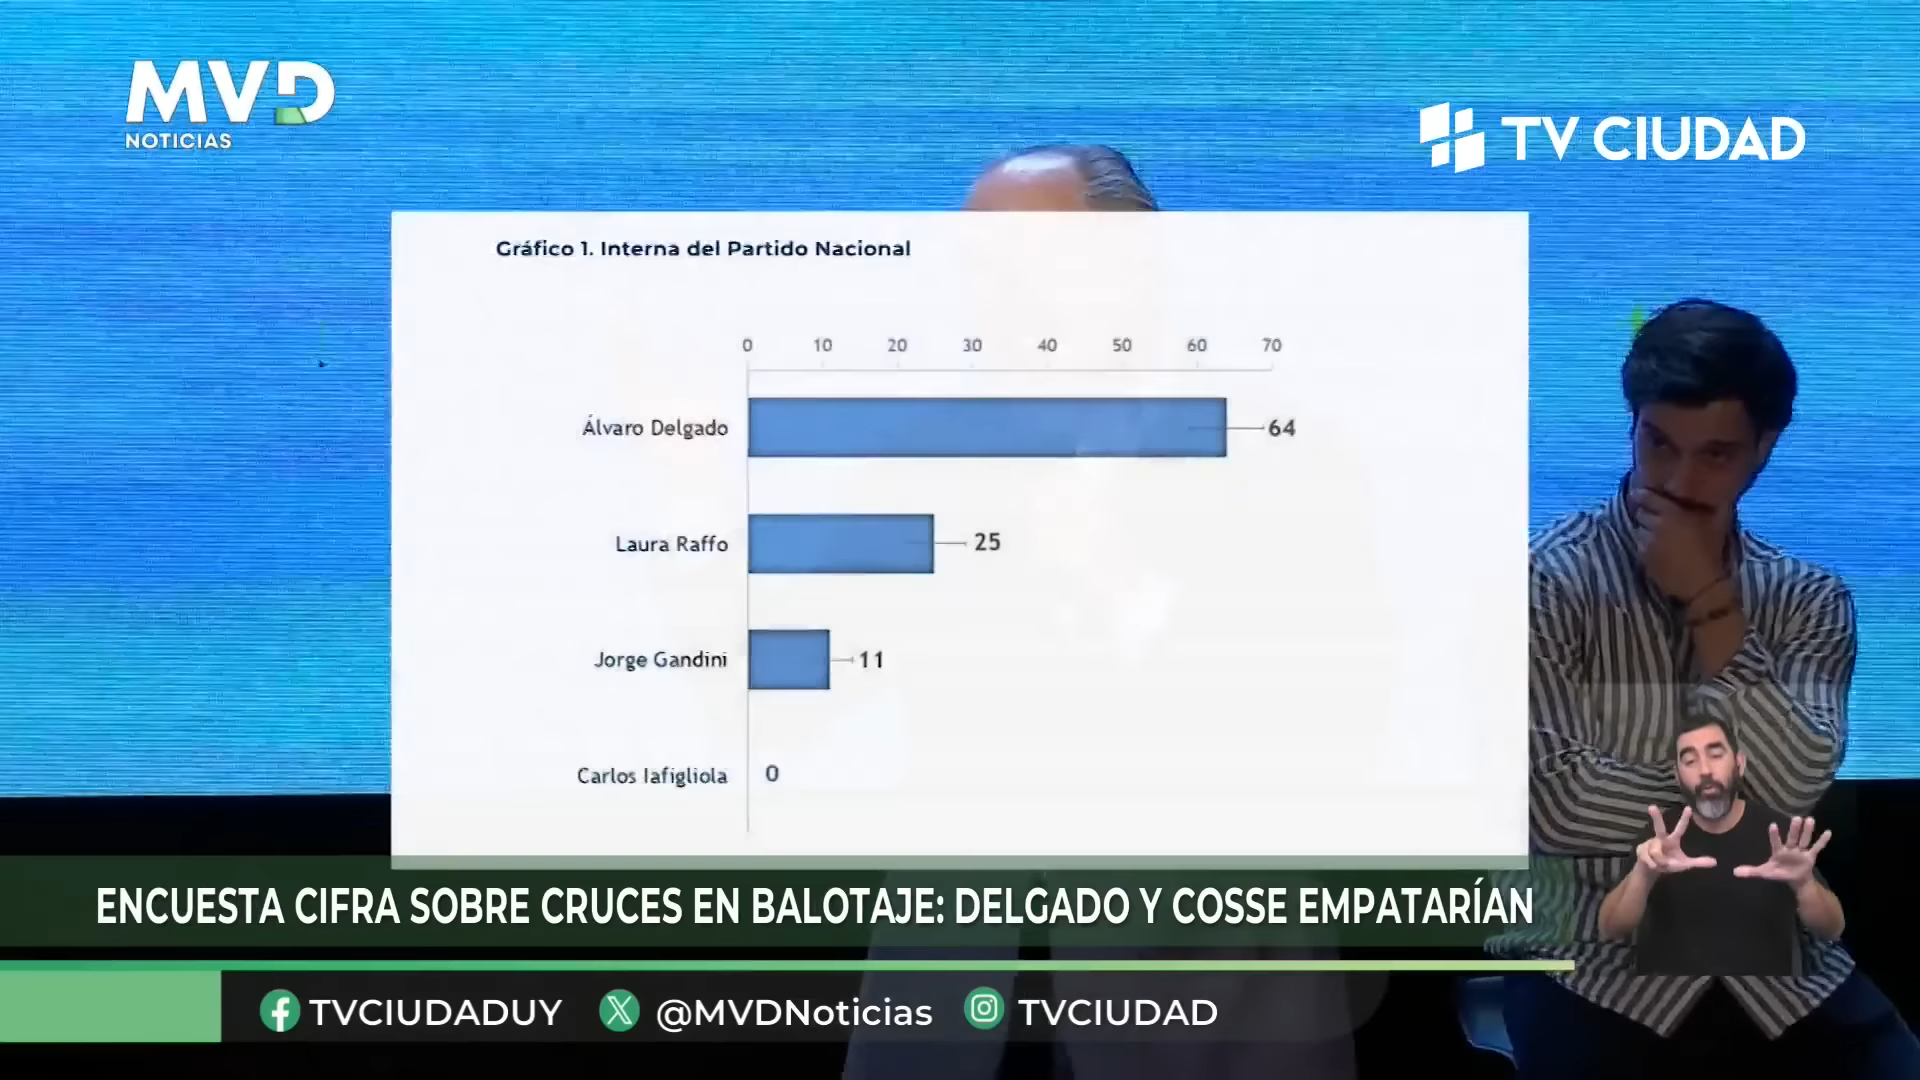 MVD
NOTICIAS
TV CIUDAD
Gráfico 1. Interna del Partido Nacional
0 10 20 30 40 50 60 70
Álvaro Delgado 64
Laura Raffo 25
Jorge Gandini 11
Carlos Iafigliola 0
ENCUESTA CIFRA SOBRE CRUCES EN BALOTAJE: DELGADO Y COSSE EMPATARÍAN
TVCIUDADUY @MVDNoticias TVCIUDAD